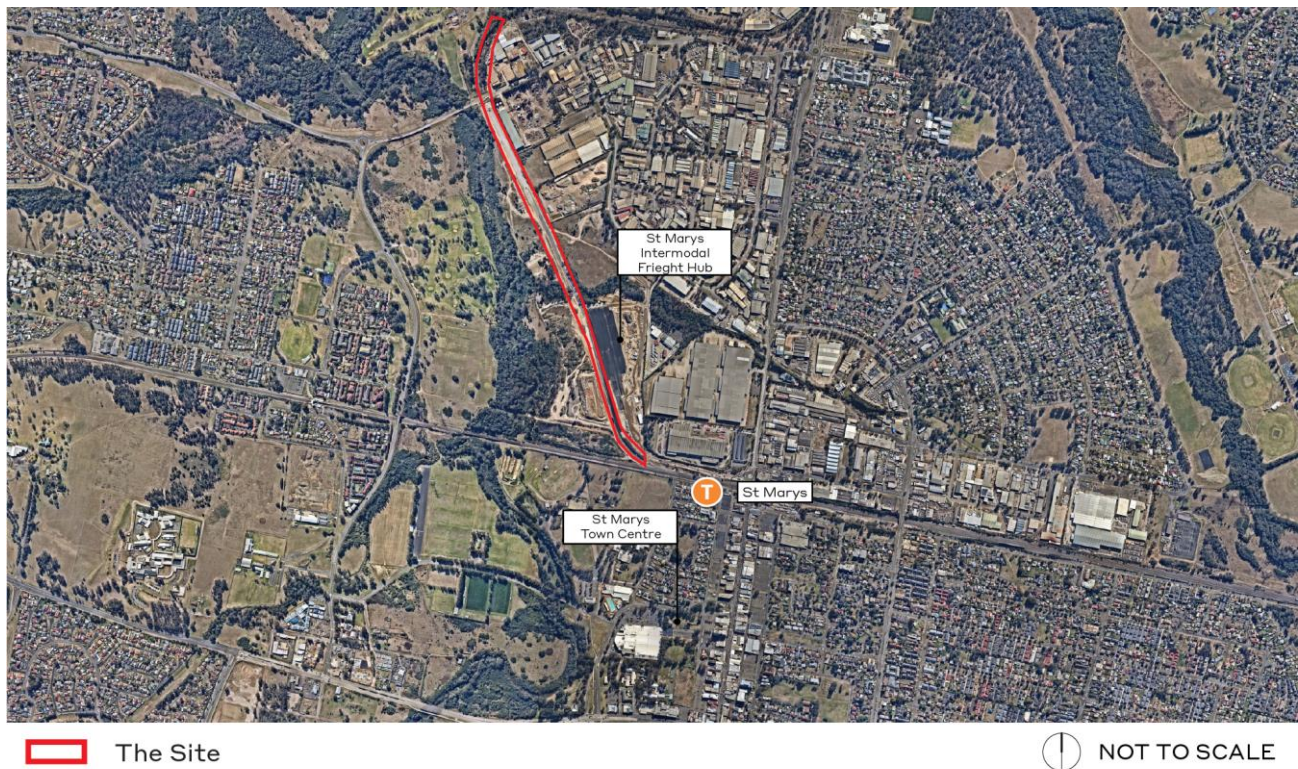 St Marys
Intermodal
Frieght Hub
T
St Marys
St Marys
Town Centre
The Site
NOT TO SCALE